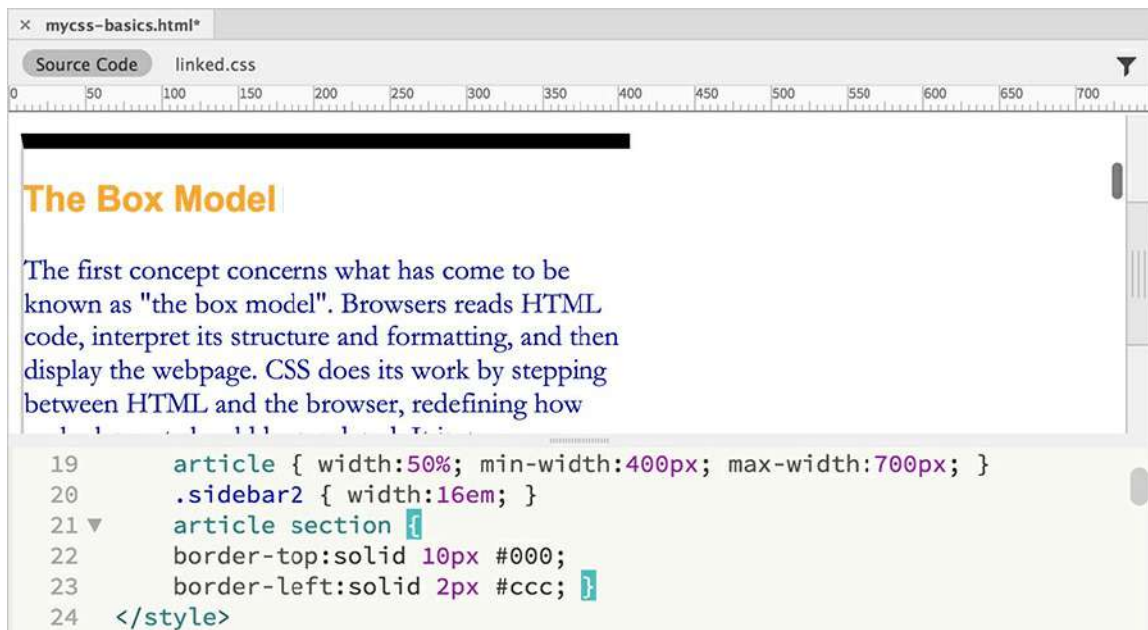 × mycss-basics.html*
Source Code linked.css
0 50 100 150 200 250 300 350 400 450 500 550 600 650 700
The Box Model
The first concept concerns what has come to be
known as "the box model". Browsers reads HTML
code, interpret its structure and formatting, and then
display the webpage. CSS does its work by stepping
between HTML and the browser, redefining how
19 article { width:50%; min-width:400px; max-width:700px; }
20 .sidebar2 { width:16em; }
21 ▼ article section {
22 border-top:solid 10px #000;
23 border-left:solid 2px #ccc; }
24 </style>